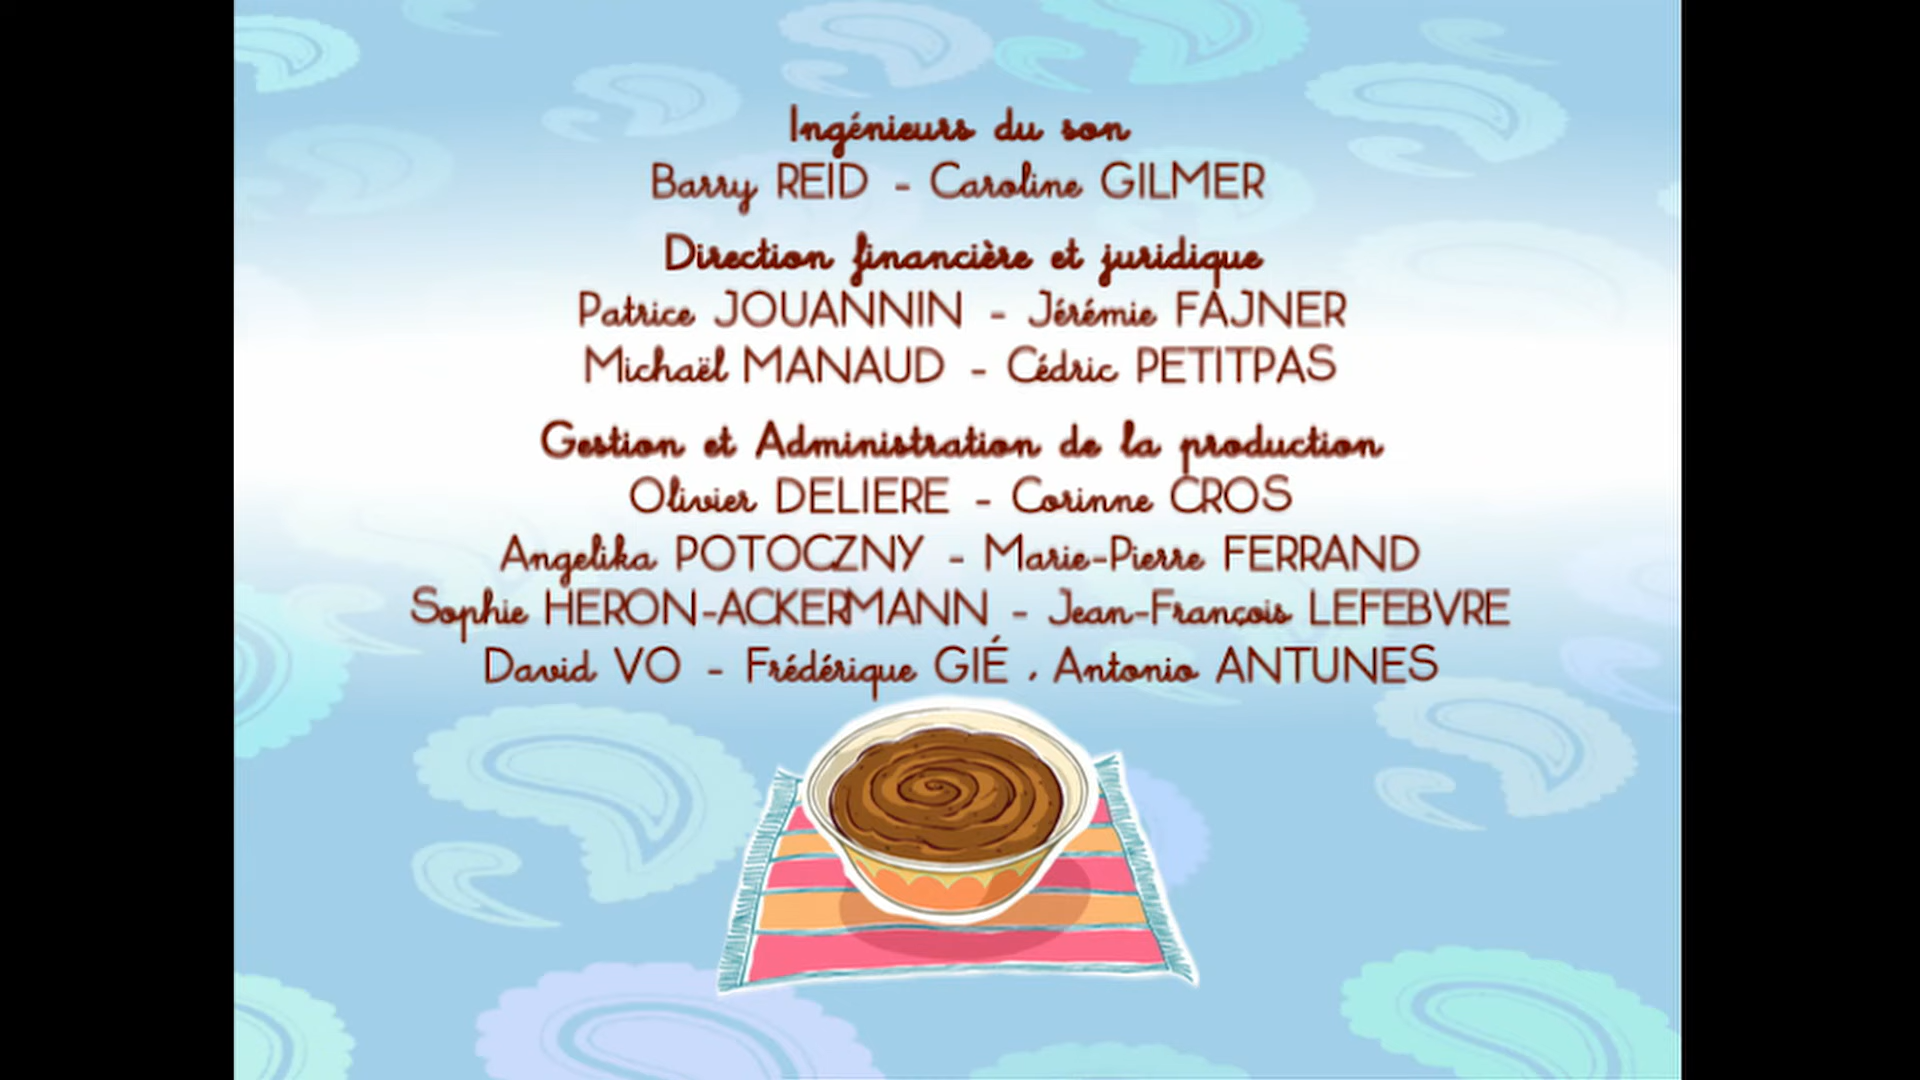 Ingénieurs du son
Barry REID - Caroline GILMER
Direction financière et juridique
Patrice JOUANNIN - Jérémie FAJNER
Michaël MANAUD - Cédric PETITPAS
Gestion et Administration de la production
Olivier DELIERE - Corinne CROS
Angelika POTOCZNY - Marie-Pierre FERRAND
Sophie HERON-ACKERMANN - Jean-François LEFEBVRE
David VO - Frédérique GIÉ , Antonio ANTUNES